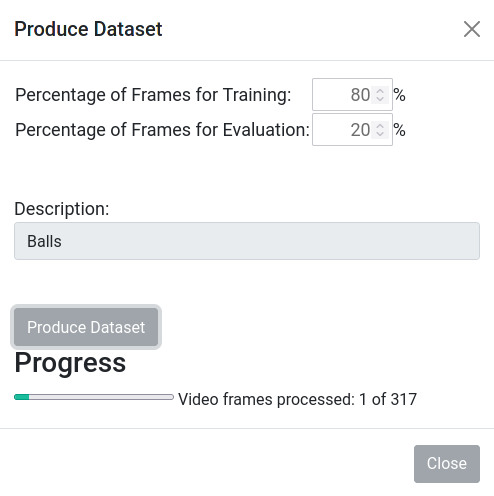 Produce Dataset
Percentage of Frames for Training: 80 %
Percentage of Frames for Evaluation: 20 %
Description:
Balls
Produce Dataset
Progress
Video frames processed: 1 of 317
Close